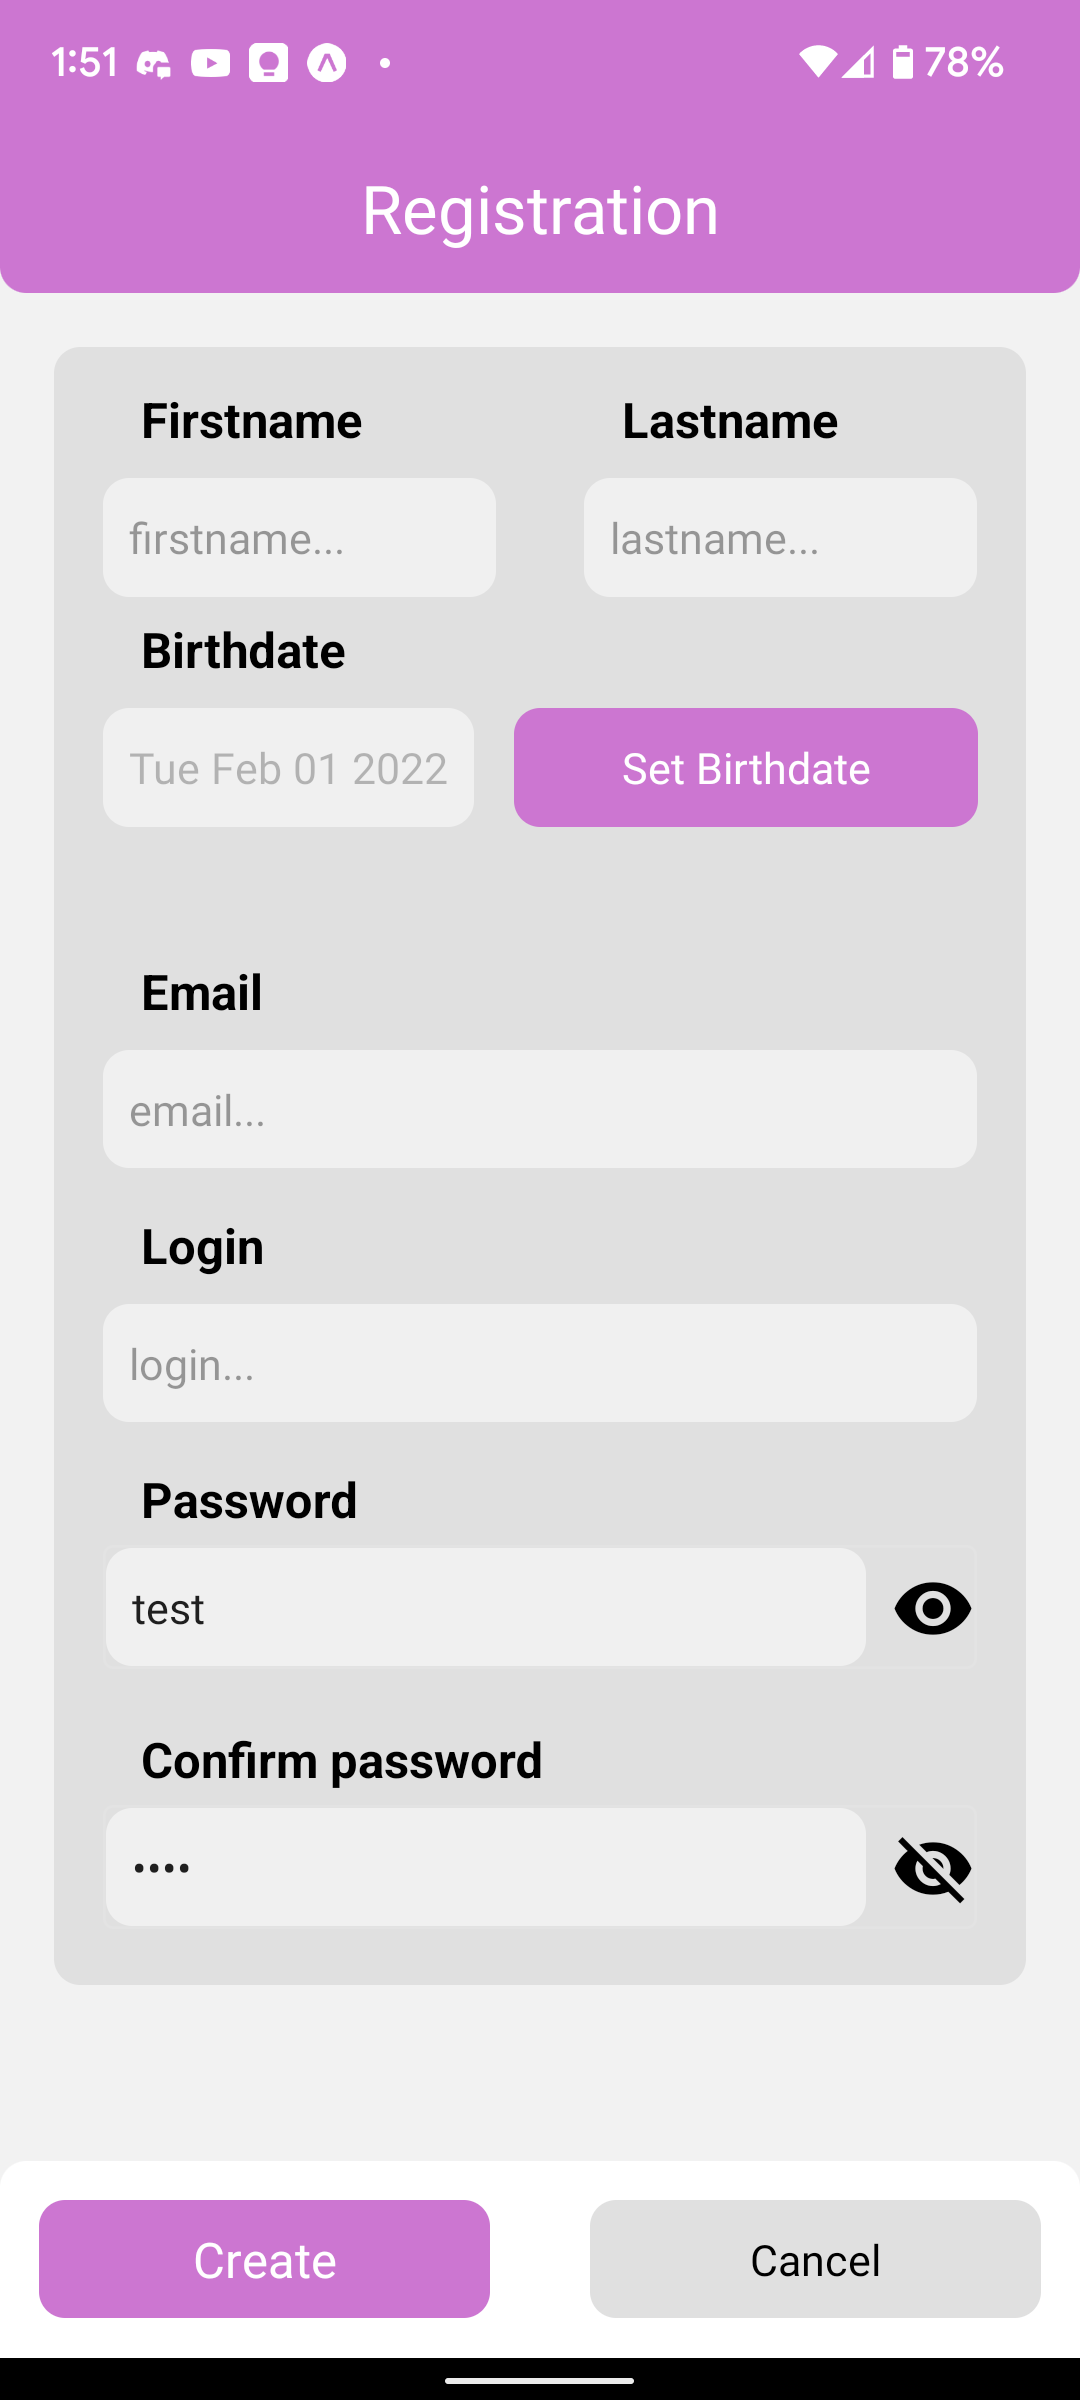 1:51 78%
Registration
Firstname Lastname
firstname... lastname...
Birthdate
Tue Feb 01 2022 Set Birthdate
Email
email...
Login
login...
Password
test
Confirm password
••••
Create Cancel